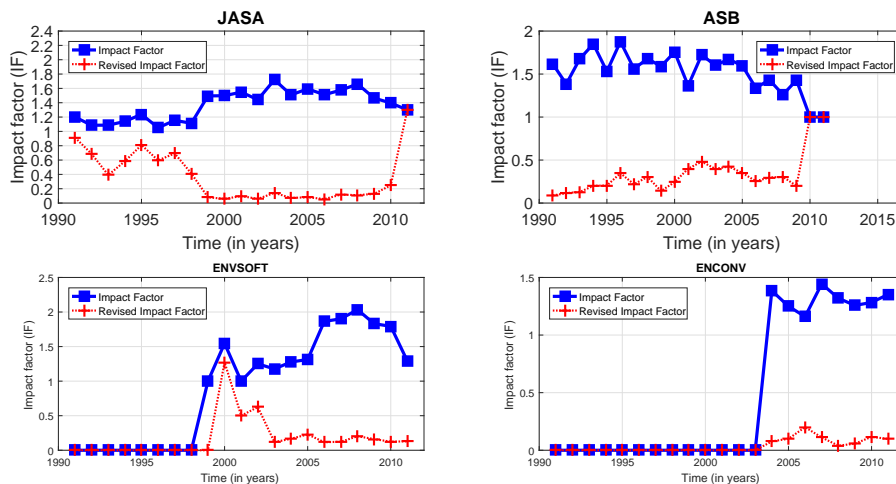 JASA
Impact factor (IF)
2.4
2.2
2
1.8
1.6
1.4
1.2
1
0.8
0.6
0.4
0.2
0
Impact Factor
Revised Impact Factor
1990 1995 2000 2005 2010
Time (in years)
ASB
Impact factor (IF)
2
1.5
1
0.5
0
Impact Factor
Revised Impact Factor
1990 1995 2000 2005 2010 2015
Time (in years)
ENVSOFT
Impact factor (IF)
2.5
2
1.5
1
0.5
0
Impact Factor
Revised Impact Factor
1990 1995 2000 2005 2010
Time (in years)
ENCONV
Impact factor (IF)
1.5
1
0.5
0
Impact Factor
Revised Impact Factor
1990 1995 2000 2005 2010
Time (in years)